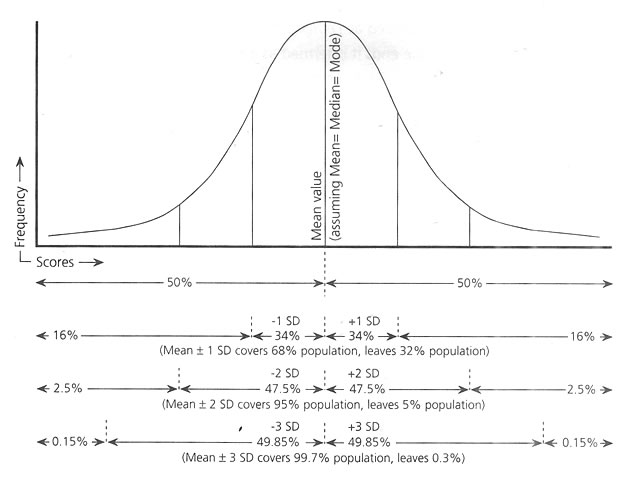 Frequency
Mean value
(assuming Mean= Median= Mode)
Scores
50% 50%
-1 SD +1 SD
16% 34% 34% 16%
(Mean ± 1 SD covers 68% population, leaves 32% population)
-2 SD +2 SD
2.5% 47.5% 47.5% 2.5%
(Mean ± 2 SD covers 95% population, leaves 5% population)
-3 SD +3 SD
0.15% 49.85% 49.85% 0.15%
(Mean ± 3 SD covers 99.7% population, leaves 0.3%)